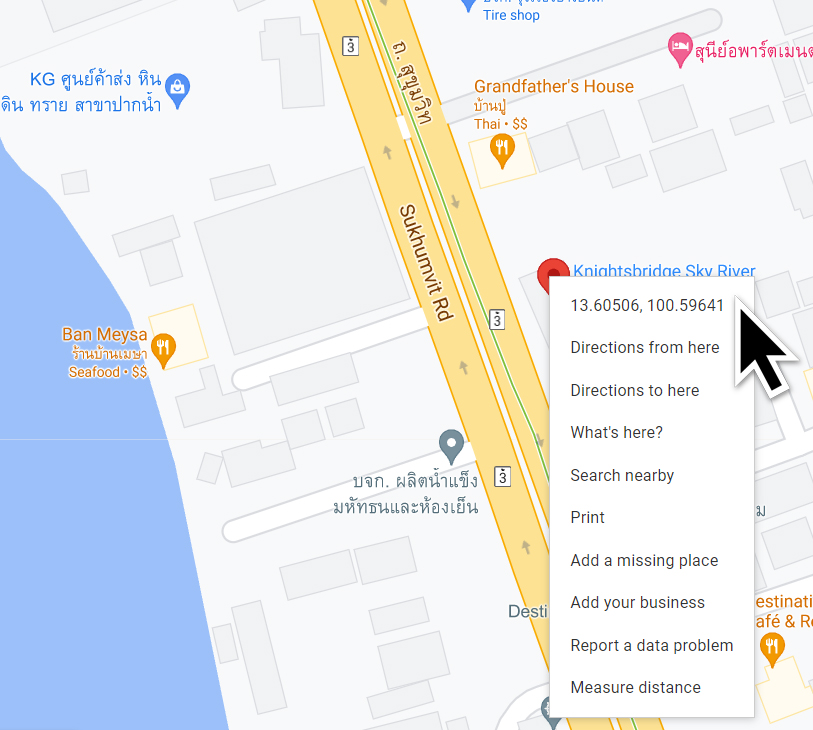 Tire shop
3
ถ. สุขุมวิท
สุนีย์อพาร์ตเมนต
KG ศูนย์ค้าส่ง หิน
ดิน ทราย สาขาปากน้ำ
Grandfather's House
บ้านปู่
Thai • $$
Sukhumvit Rd
Knightsbridge Sky River
13.60506, 100.59641
3
Ban Meysa
ร้านบ้านเมษา
Seafood • $$
Directions from here
Directions to here
What's here?
Search nearby
3
บจก. ผลิตน้ำแข็ง
มหัทธนและห้องเย็น
Print
Add a missing place
Add your business
Report a data problem
Measure distance
Desti
estinati
afé & Re
ม